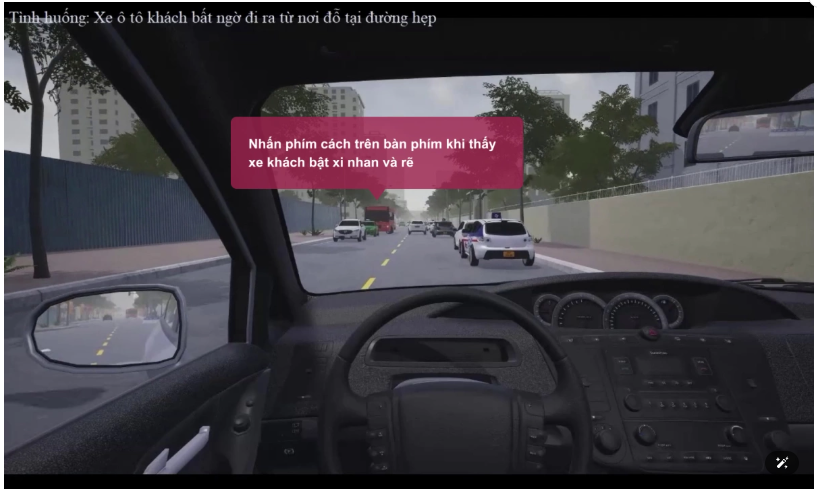 Tình huống: Xe ô tô khách bất ngờ đi ra từ nơi đỗ tại đường hẹp
Nhấn phím cách trên bàn phím khi thấy
xe khách bật xi nhan và rẽ